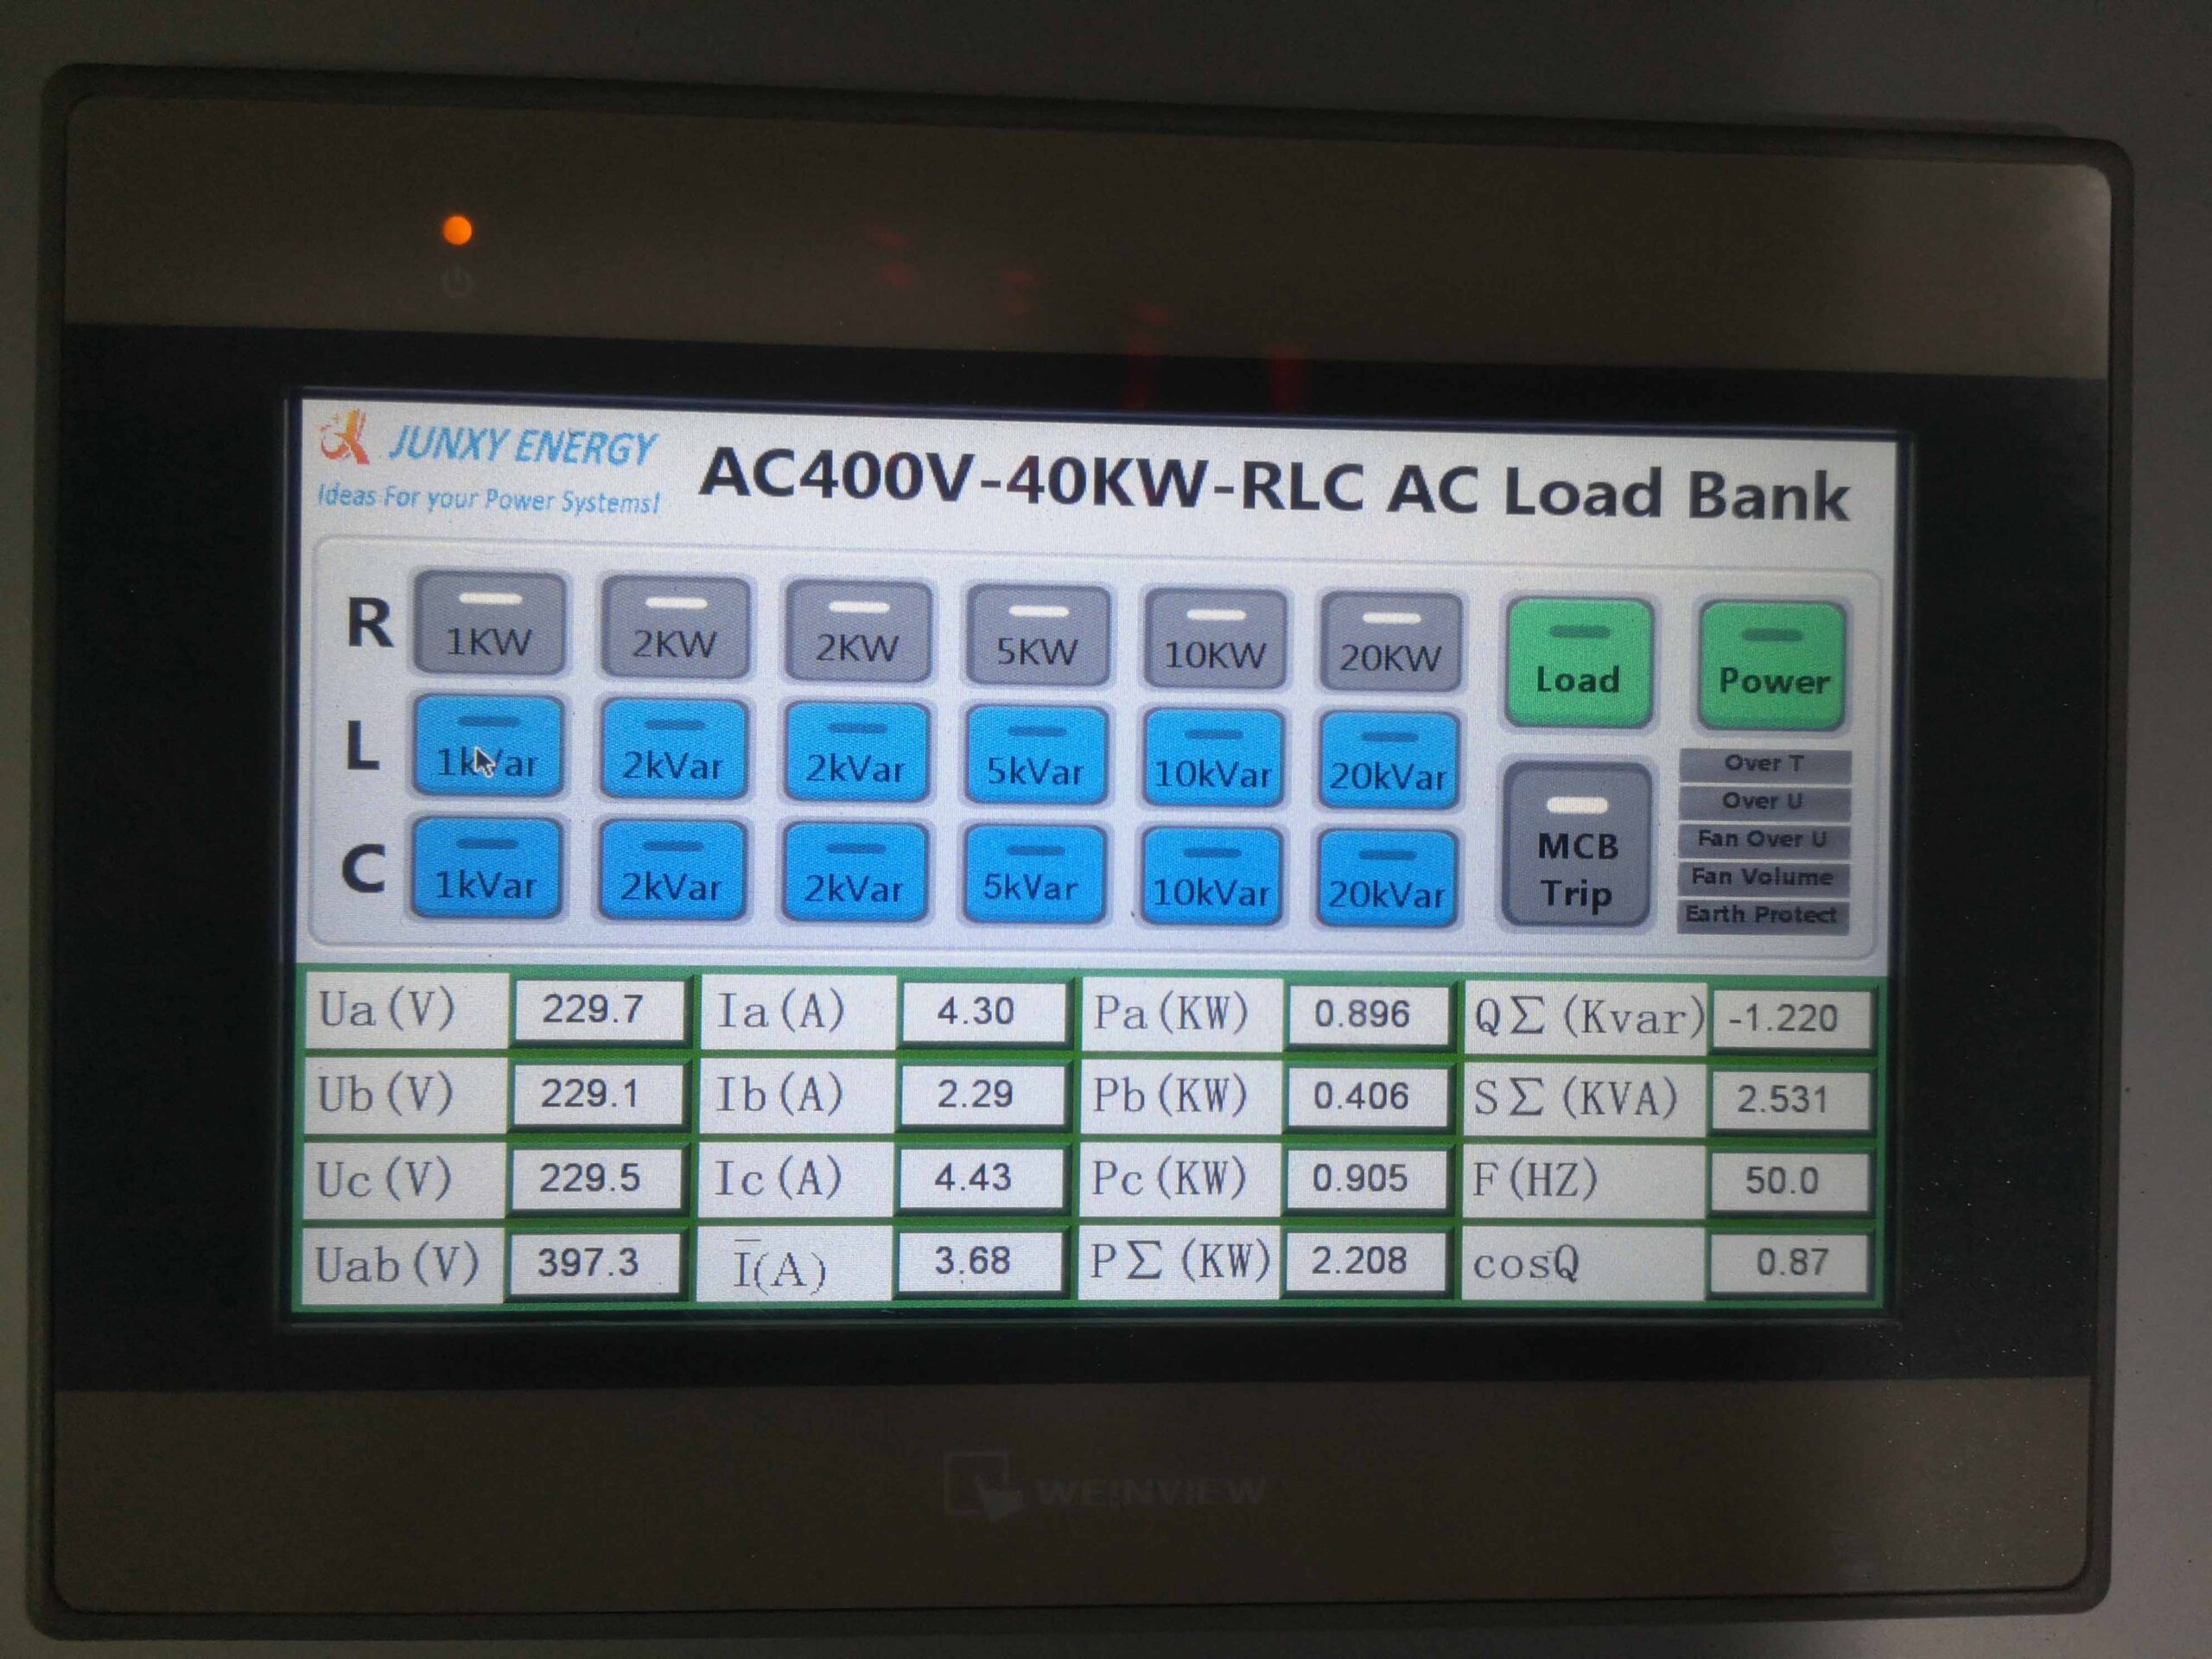 JUNXY ENERGY
Ideas For your Power Systems!
AC400V-40KW-RLC AC Load Bank
R 1KW 2KW 2KW 5KW 10KW 20KW Load Power
L 1kVar 2kVar 2kVar 5kVar 10kVar 20kVar
C 1kVar 2kVar 2kVar 5kVar 10kVar 20kVar
MCB
Trip
Over T
Over U
Fan Over U
Fan Volume
Earth Protect
Ua(V) 229.7 Ia(A) 4.30 Pa(KW) 0.896 QΣ(Kvar) -1.220
Ub(V) 229.1 Ib(A) 2.29 Pb(KW) 0.406 SΣ(KVA) 2.531
Uc(V) 229.5 Ic(A) 4.43 Pc(KW) 0.905 F(HZ) 50.0
Uab(V) 397.3 Ī(A) 3.68 PΣ(KW) 2.208 cosQ 0.87
WEINVIEW